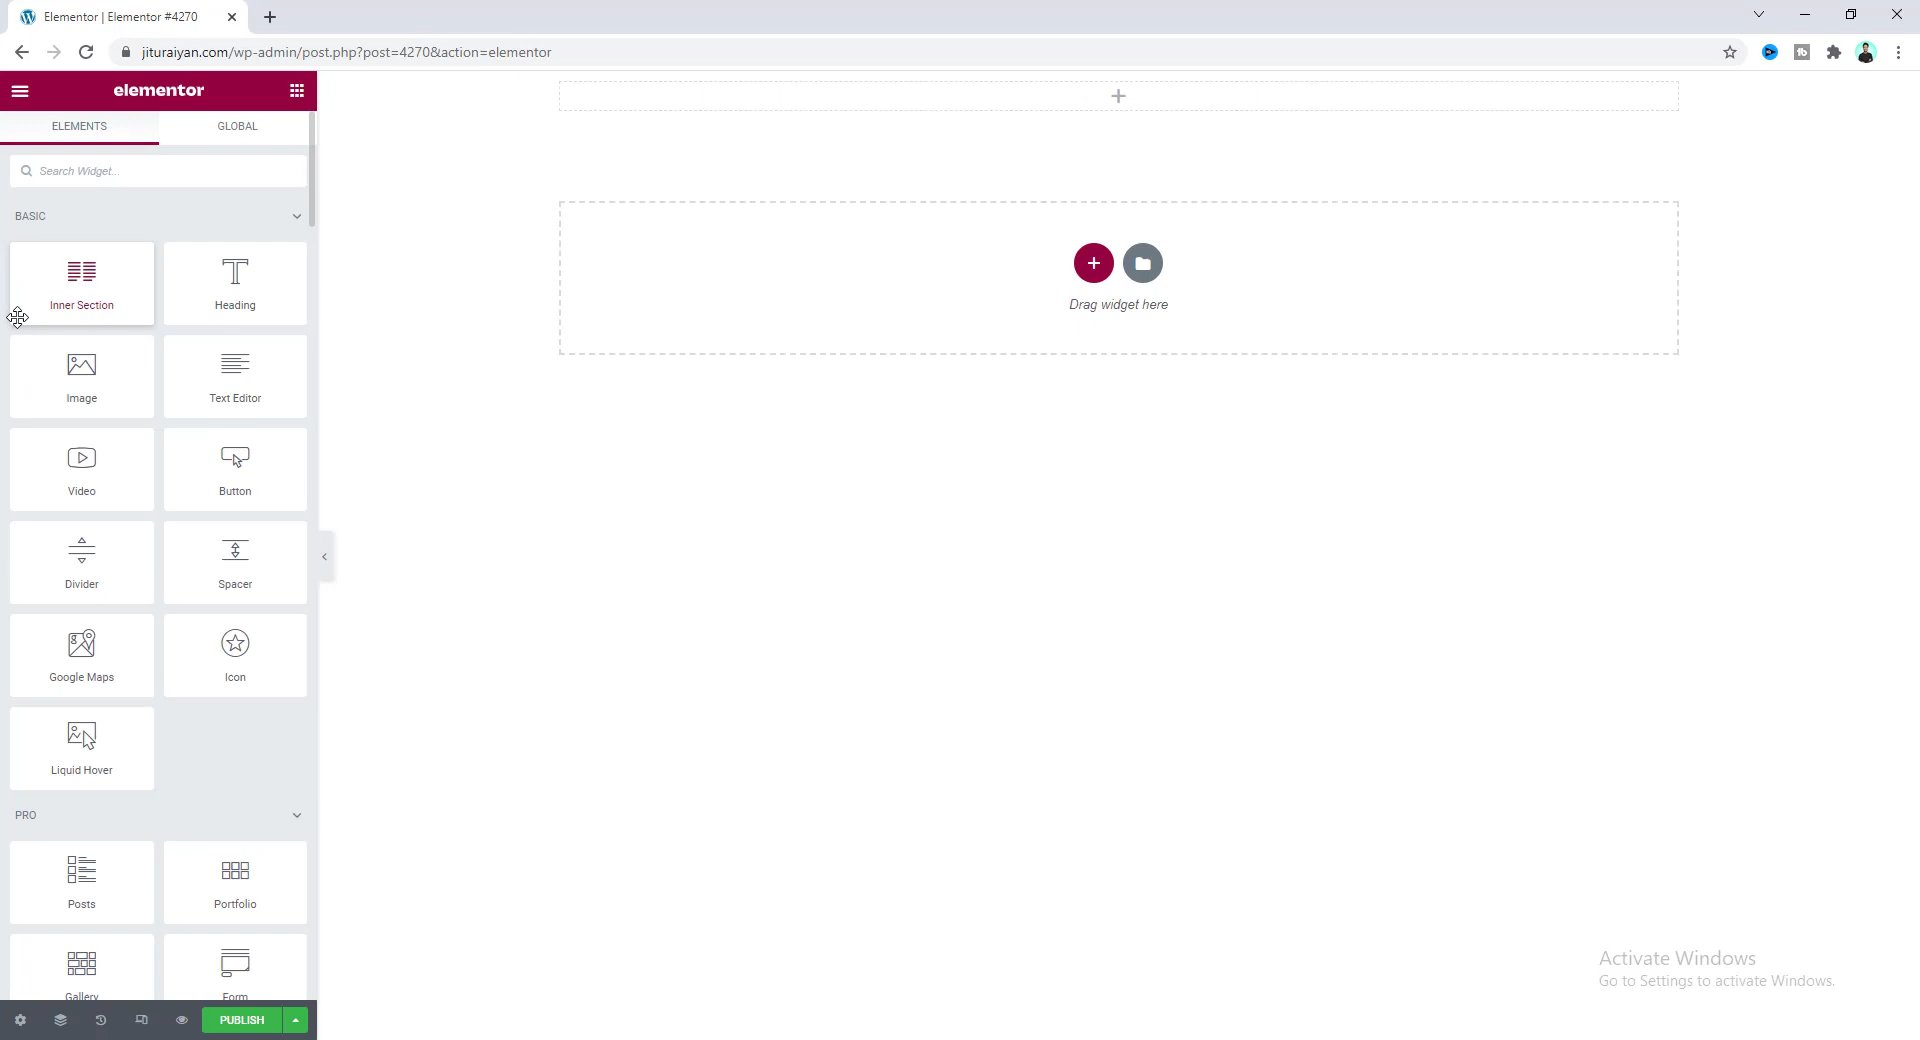 Elementor | Elementor #4270
jituraiyan.com/wp-admin/post.php?post=4270&action=elementor
elementor
ELEMENTS
GLOBAL
Search Widget...
BASIC
Inner Section
Heading
Image
Text Editor
Video
Button
Divider
Spacer
Google Maps
Icon
Liquid Hover
PRO
Posts
Portfolio
Gallery
Form
PUBLISH
Drag widget here
Activate Windows
Go to Settings to activate Windows.